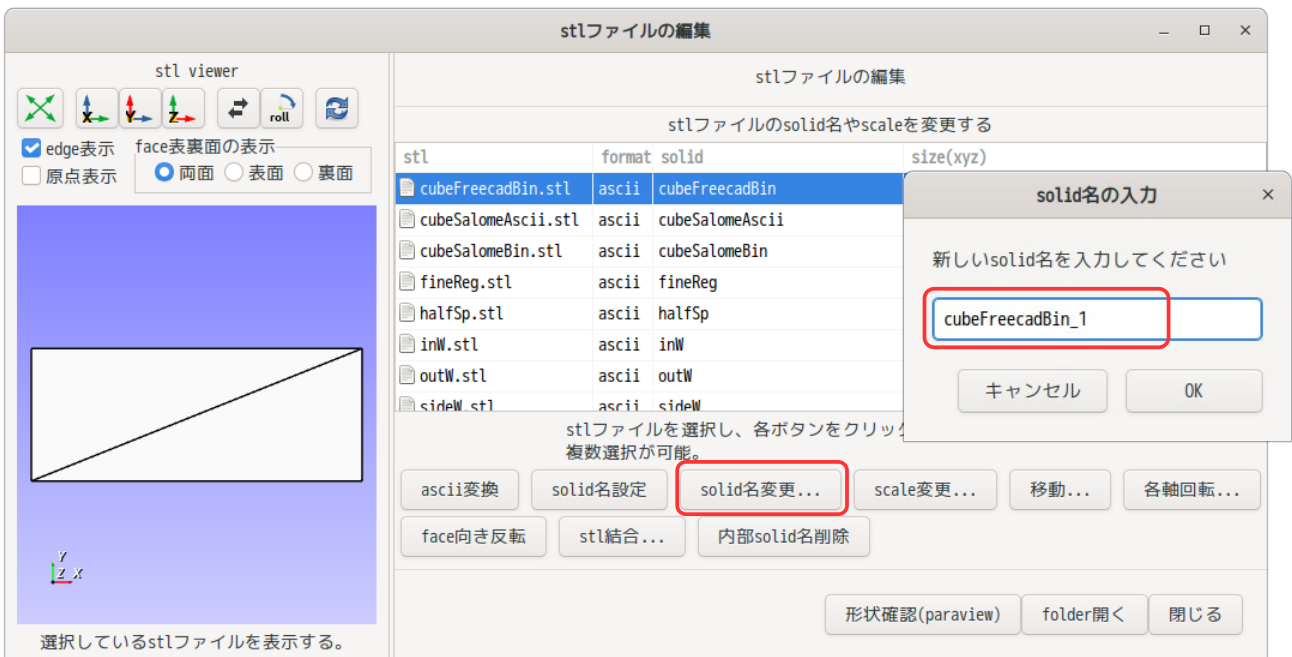 stlファイルの編集
stl viewer
X Y Z roll
edge表示
face表裏面の表示
原点表示
両面 表面 裏面
Y
Z X
選択しているstlファイルを表示する。
stlファイルの編集
stlファイルのsolid名やscaleを変更する
stl format solid size(xyz)
cubeFreecadBin.stl ascii cubeFreecadBin
cubeSalomeAscii.stl ascii cubeSalomeAscii
cubeSalomeBin.stl ascii cubeSalomeBin
fineReg.stl ascii fineReg
halfSp.stl ascii halfSp
inW.stl ascii inW
outW.stl ascii outW
sideW.stl ascii sideW
stlファイルを選択し、各ボタンをクリック
複数選択が可能。
ascii変換 solid名設定 solid名変更... scale変更... 移動... 各軸回転...
face向き反転 stl結合... 内部solid名削除
形状確認(paraview) folder開く 閉じる
solid名の入力
新しいsolid名を入力してください
cubeFreecadBin_1
キャンセル OK